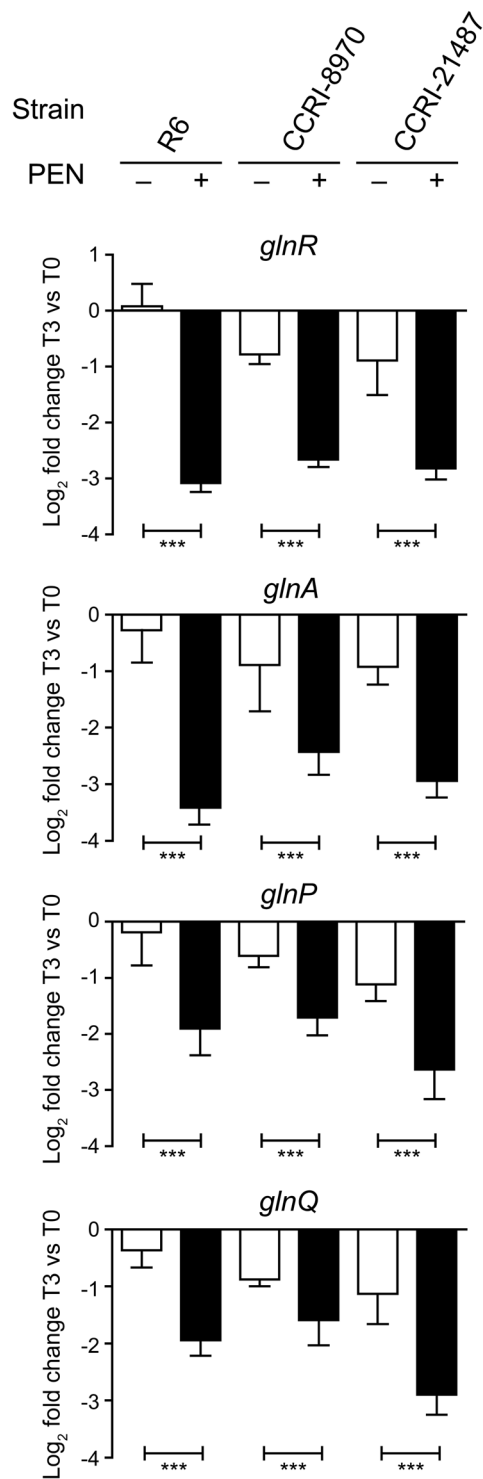 Strain R6 CCRI-8970 CCRI-21487
PEN – + – + – +
glnR
Log2 fold change T3 vs T0
1
0
-1
-2
-3
-4
*** *** ***
glnA
Log2 fold change T3 vs T0
0
-1
-2
-3
-4
*** *** ***
glnP
Log2 fold change T3 vs T0
0
-1
-2
-3
-4
*** *** ***
glnQ
Log2 fold change T3 vs T0
0
-1
-2
-3
-4
*** *** ***